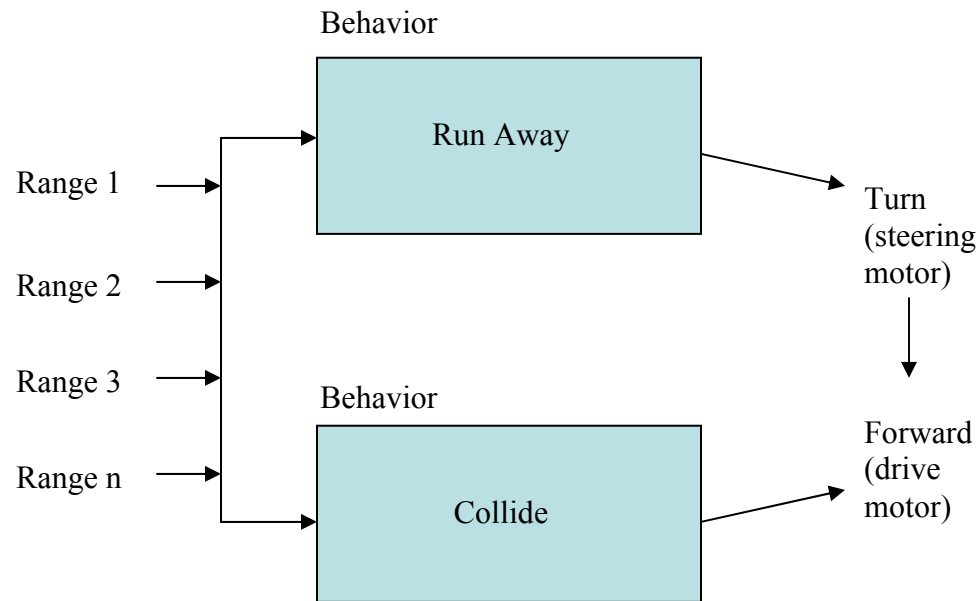 Behavior
Run Away
Range 1
Range 2
Range 3
Range n
Turn
(steering
motor)
Behavior
Collide
Forward
(drive
motor)